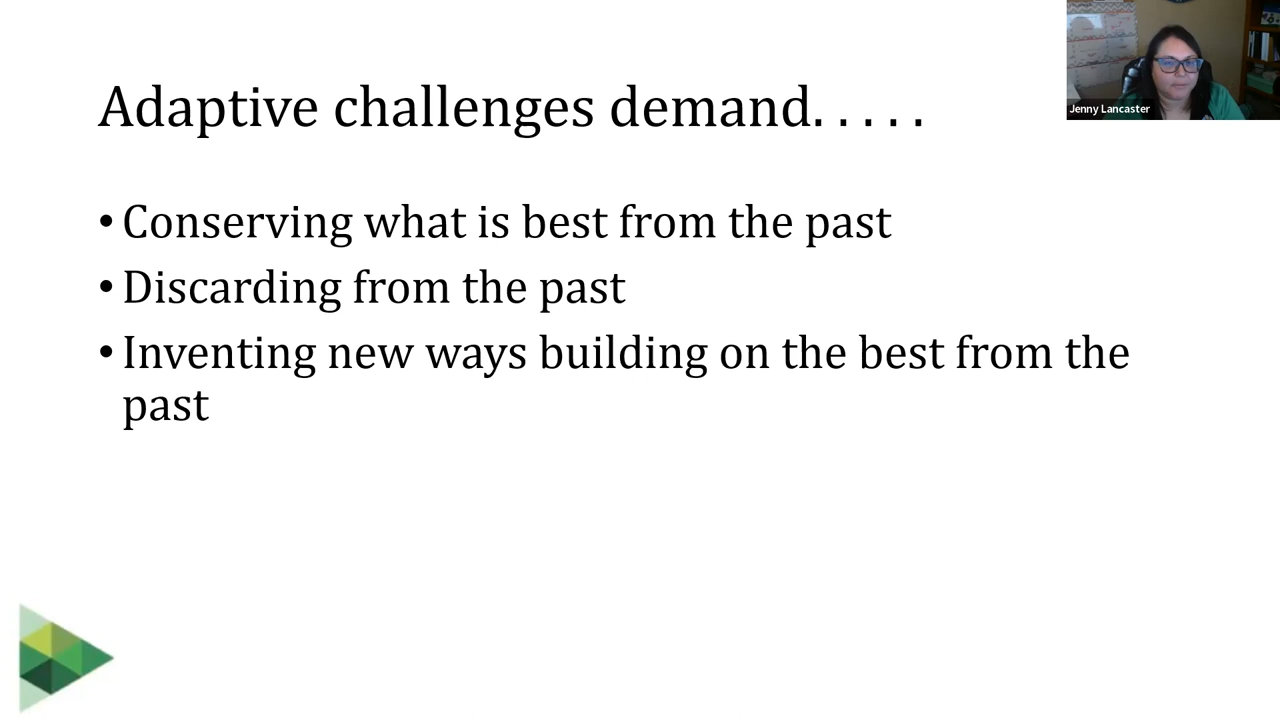 Adaptive challenges demand. . . . .
Jenny Lancaster
• Conserving what is best from the past
• Discarding from the past
• Inventing new ways building on the best from the
past